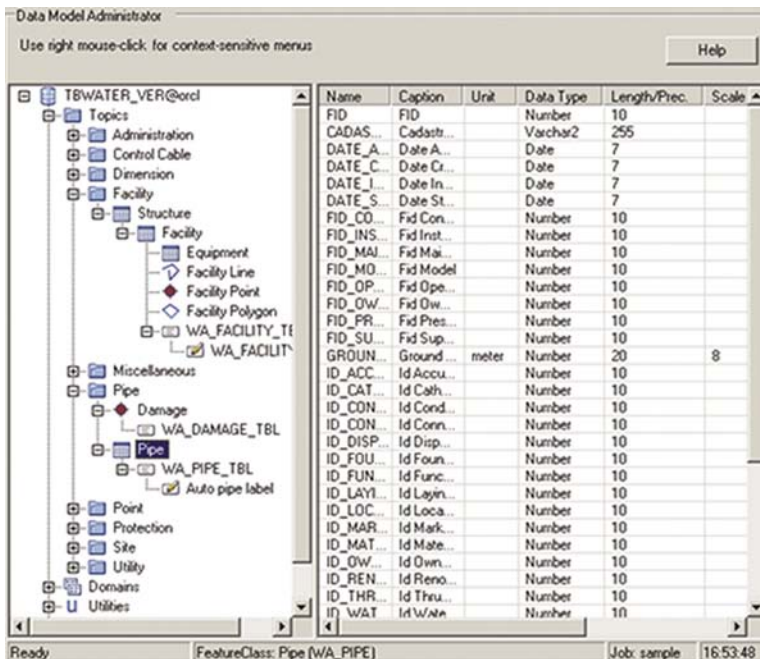 Data Model Administrator
Use right mouse-click for context-sensitive menus
Help
TBWATER_VER@orcl
Topics
Administration
Control Cable
Dimension
Facility
Structure
Facility
Equipment
Facility Line
Facility Point
Facility Polygon
WA_FACILITY_TE
WA_FACILIT
Miscellaneous
Pipe
Damage
WA_DAMAGE_TBL
Pipe
WA_PIPE_TBL
Auto pipe label
Point
Protection
Site
Utility
Domains
Utilities
Name Caption Unit Data Type Length/Prec. Scale
FID FID Number 10
CADAS... Cadastr... Varchar2 255
DATE_A... Date A... Date 7
DATE_C... Date Cr... Date 7
DATE_I... Date In... Date 7
DATE_S... Date St... Date 7
FID_CO... Fid Con... Number 10
FID_INS... Fid Inst... Number 10
FID_MAI... Fid Mai... Number 10
FID_MO... Fid Model Number 10
FID_OP... Fid Ope... Number 10
FID_OW... Fid Ow... Number 10
FID_PR... Fid Pres... Number 10
FID_SU... Fid Sup... Number 10
GROUN... Ground ... meter Number 20 8
ID_ACC... Id Accu... Number 10
ID_CAT... Id Cath... Number 10
ID_CON... Id Cond... Number 10
ID_CON... Id Conn... Number 10
ID_DISP... Id Disp... Number 10
ID_FOU... Id Foun... Number 10
ID_FUN... Id Func... Number 10
ID_LAYI... Id Layin... Number 10
ID_LOC... Id Loca... Number 10
ID_MAR... Id Mark... Number 10
ID_MAT... Id Mate... Number 10
ID_OW... Id Own... Number 10
ID_REN... Id Reno... Number 10
ID_THR... Id Thru... Number 10
ID_WAT... Id Wate... Number 10
Ready FeatureClass: Pipe (WA_PIPE) Job: sample 16:53:48